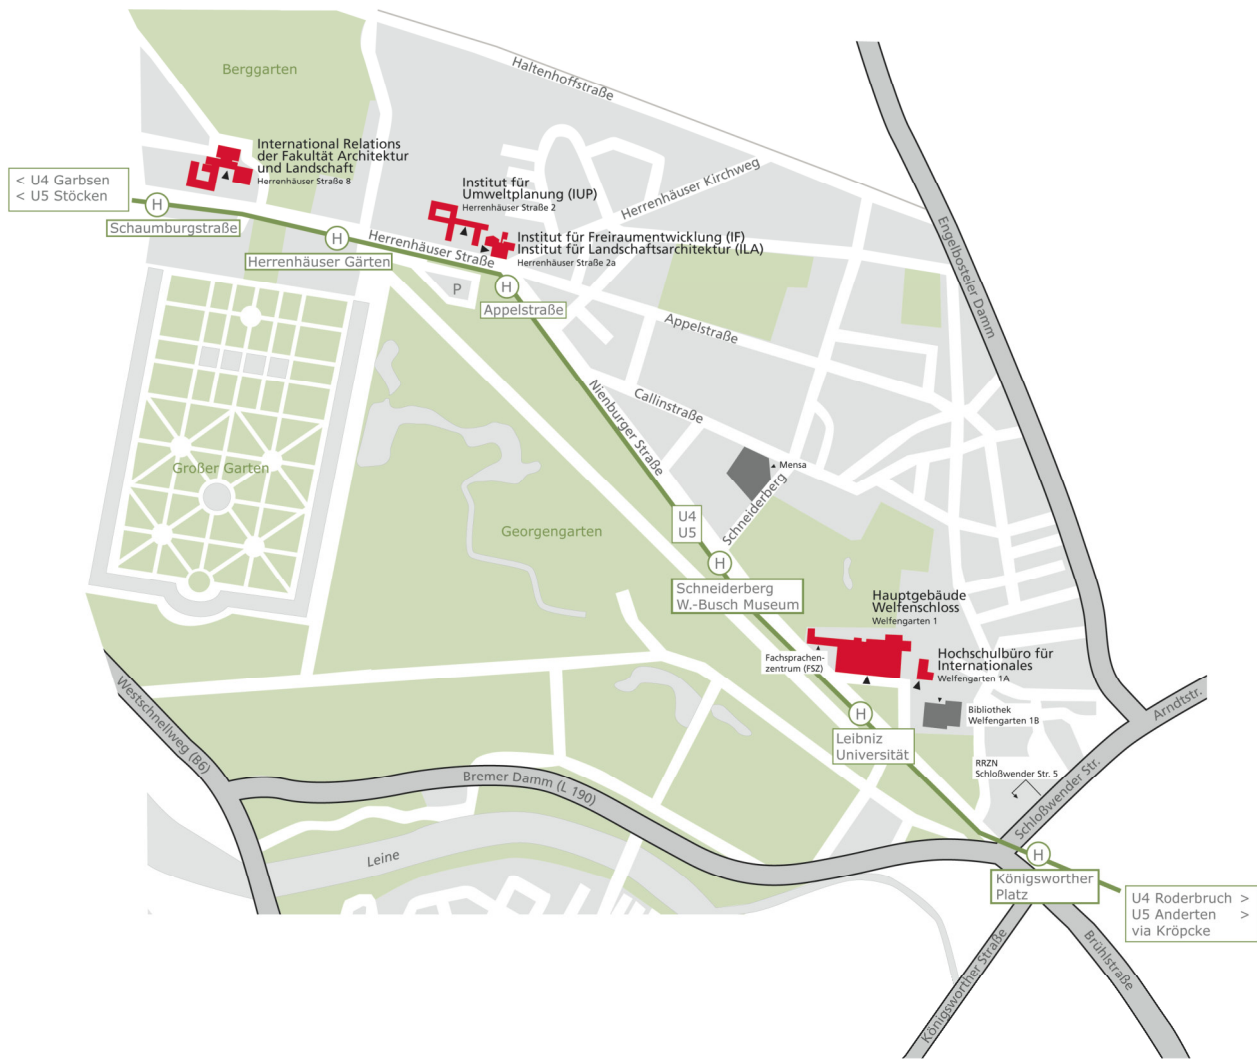 Berggarten
Haltenhoffstraße
International Relations
der Fakultät Architektur
und Landschaft
Herrenhäuser Straße 8
< U4 Garbsen
< U5 Stöcken
H
Schaumburgstraße
H
Herrenhäuser Gärten
Herrenhäuser Straße
Institut für
Umweltplanung (IUP)
Herrenhäuser Straße 2
Herrenhäuser Kirchweg
Institut für Freiraumentwicklung (IF)
Institut für Landschaftsarchitektur (ILA)
Herrenhäuser Straße 2a
Engelbosteler Damm
P
H
Appelstraße
Appelstraße
Callinstraße
Nienburger Straße
Großer Garten
Mensa
Schneiderberg
Georgengarten
U4
U5
H
Schneiderberg
W.-Busch Museum
Hauptgebäude
Welfenschloss
Welfengarten 1
Fachsprachen-
zentrum (FSZ)
Hochschulbüro für
Internationales
Welfengarten 1A
Bibliothek
Welfengarten 1B
H
Leibniz
Universität
Westschnellweg (B6)
Arndtstr.
RRZN
Schloßwender Str. 5
Schloßwender Str.
Bremer Damm (L 190)
Leine
H
Königsworther
Platz
U4 Roderbruch >
U5 Anderten >
via Kröpcke
Königsworther Straße
Brühlstraße